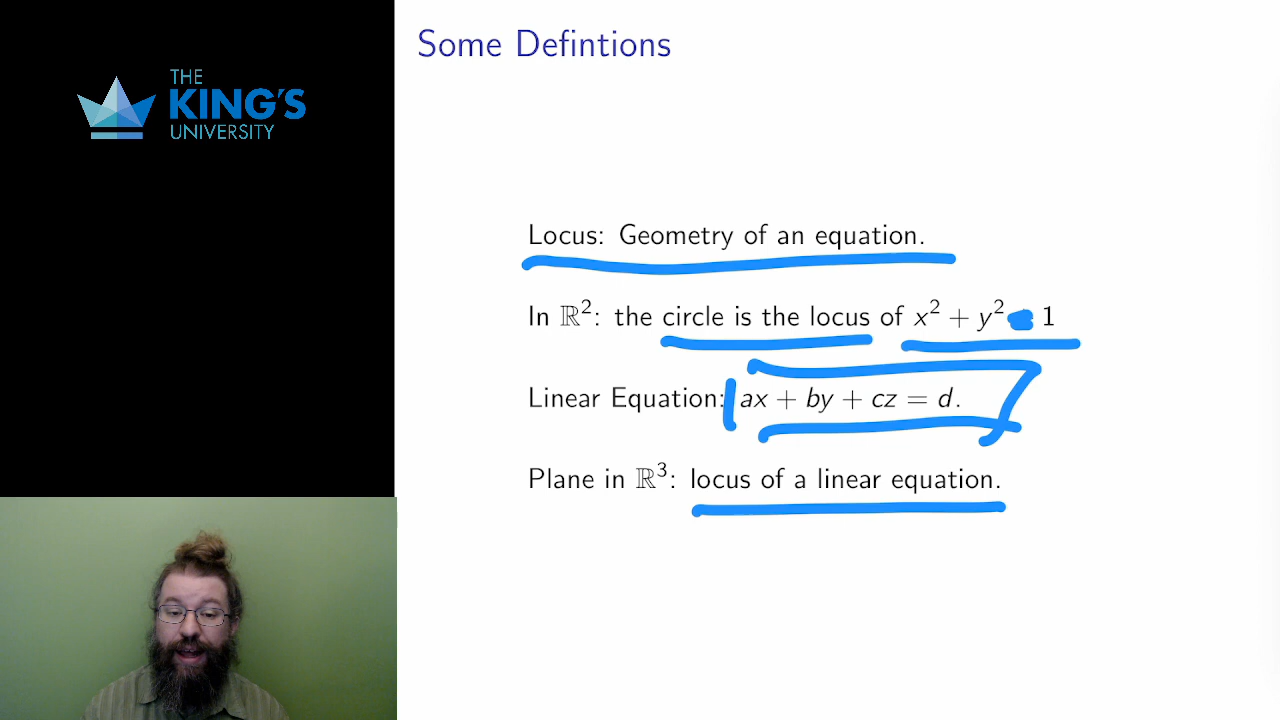 THE
KING'S
UNIVERSITY
Some Defintions
Locus: Geometry of an equation.
In ℝ²: the circle is the locus of x² + y² 1
Linear Equation: ax + by + cz = d.
Plane in ℝ³: locus of a linear equation.